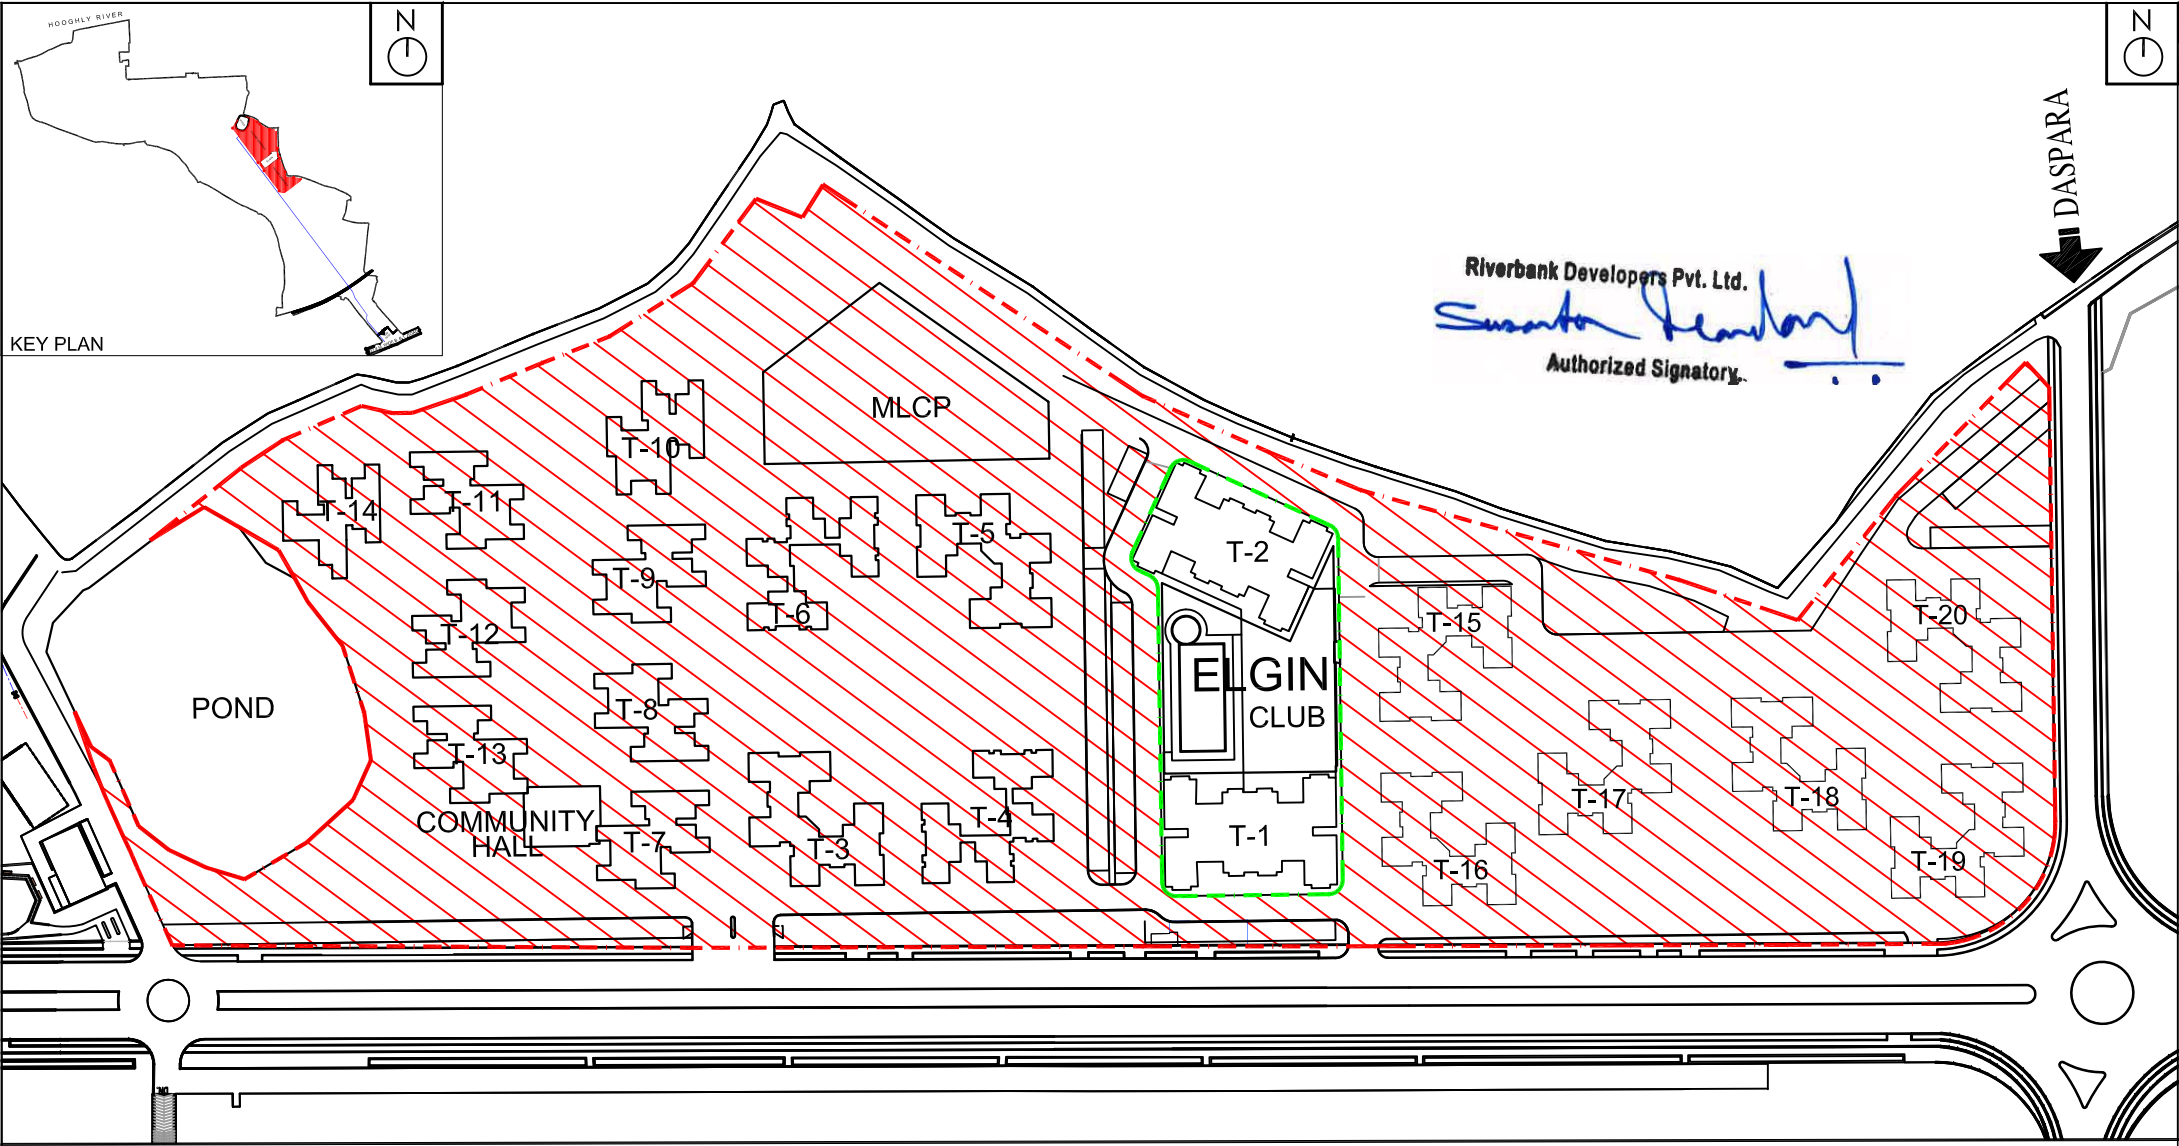 HOOGHLY RIVER
N
KEY PLAN
N
DASPARA
Riverbank Developers Pvt. Ltd.
Authorized Signatory.
MLCP
T-10
T-14
T-11
T-5
T-2
T-9
T-6
T-12
T-15
T-20
POND
T-8
ELGIN
CLUB
T-13
COMMUNITY
HALL
T-7
T-3
T-4
T-1
T-17
T-18
T-16
T-19